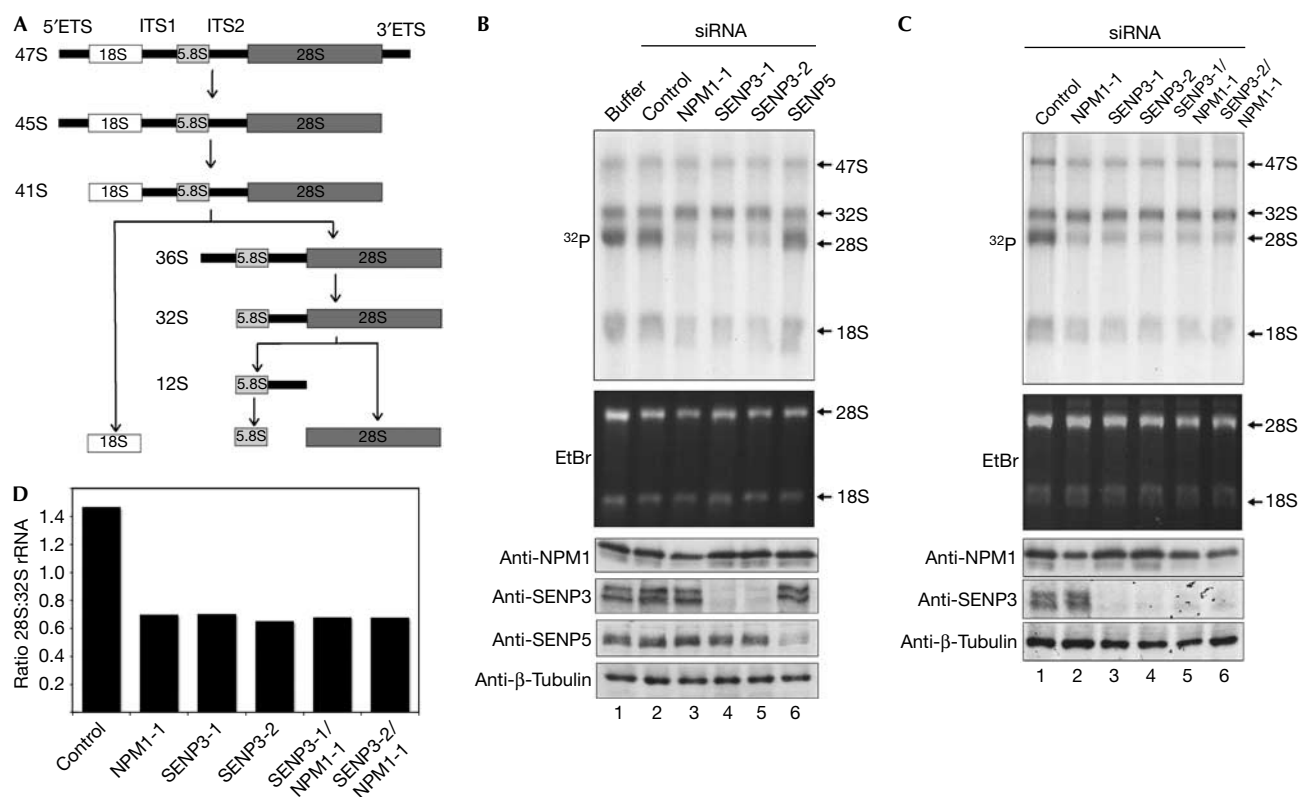 A
5'ETS ITS1 ITS2 3'ETS
47S 18S 5.8S 28S
45S 18S 5.8S 28S
41S 18S 5.8S 28S
36S 5.8S 28S
32S 5.8S 28S
12S 5.8S
18S 5.8S 28S
B
siRNA
Buffer Control NPM1-1 SENP3-1 SENP3-2 SENP5
32P
47S
32S
28S
18S
EtBr
28S
18S
Anti-NPM1
Anti-SENP3
Anti-SENP5
Anti-β-Tubulin
1 2 3 4 5 6
C
siRNA
Control NPM1-1 SENP3-1 SENP3-2 SENP3-1/NPM1-1 SENP3-2/NPM1-1
32P
47S
32S
28S
18S
EtBr
28S
18S
Anti-NPM1
Anti-SENP3
Anti-β-Tubulin
1 2 3 4 5 6
D
Ratio 28S:32S rRNA
1.4
1.2
1.0
0.8
0.6
0.4
0.2
Control NPM1-1 SENP3-1 SENP3-2 SENP3-1/NPM1-1 SENP3-2/NPM1-1